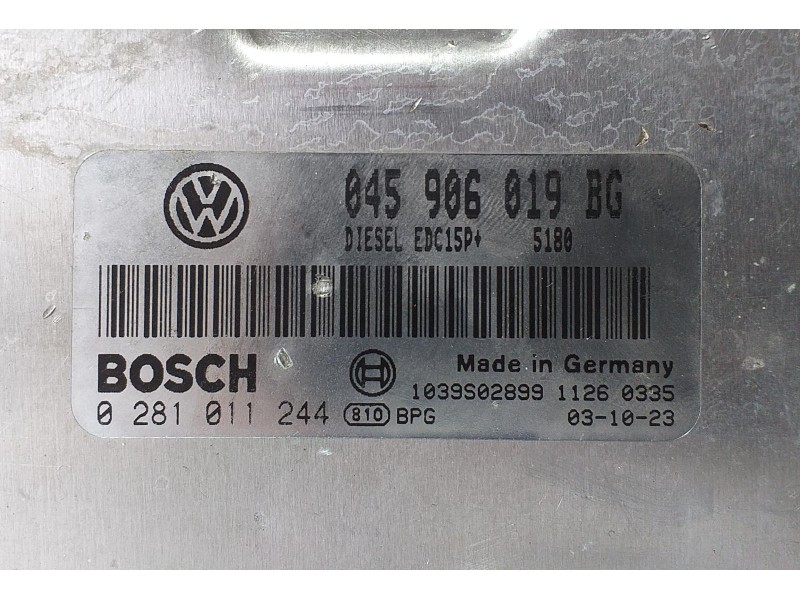 045 906 019 BG
DIESEL EDC15P+ 5180
BOSCH Made in Germany
1039S02899 1126 0335
0 281 011 244 810 BPG 03-10-23